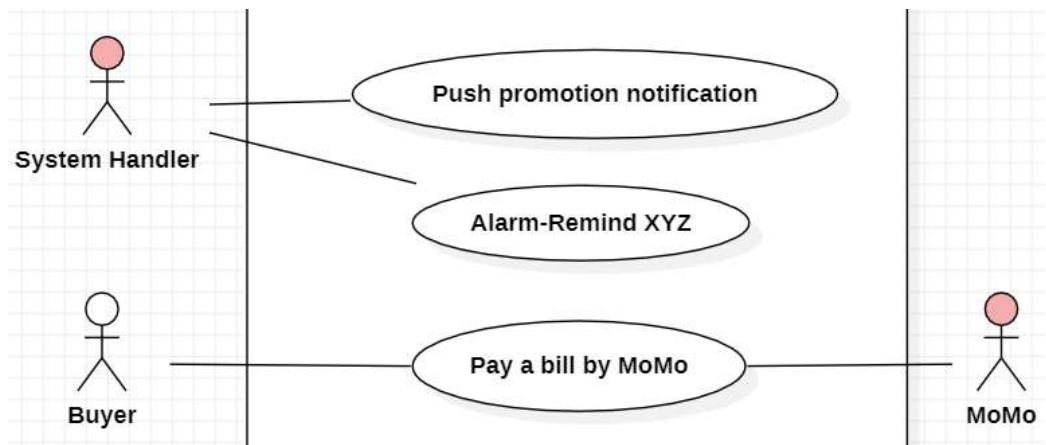 Push promotion notification
System Handler
Alarm-Remind XYZ
Pay a bill by MoMo
Buyer
MoMo